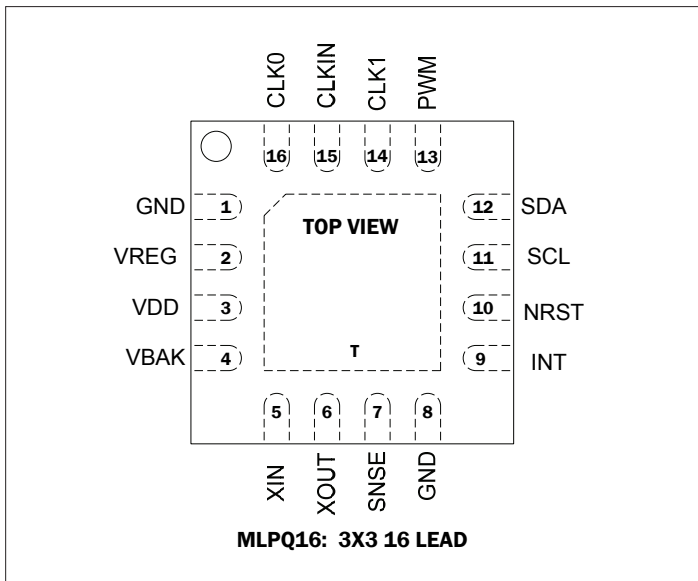 CLK0 CLKIN CLK1 PWM
16 15 14 13
GND 1 12 SDA
TOP VIEW
VREG 2 11 SCL
VDD 3 10 NRST
VBAK 4 T 9 INT
5 6 7 8
XIN XOUT SNSE GND
MLPQ16: 3X3 16 LEAD